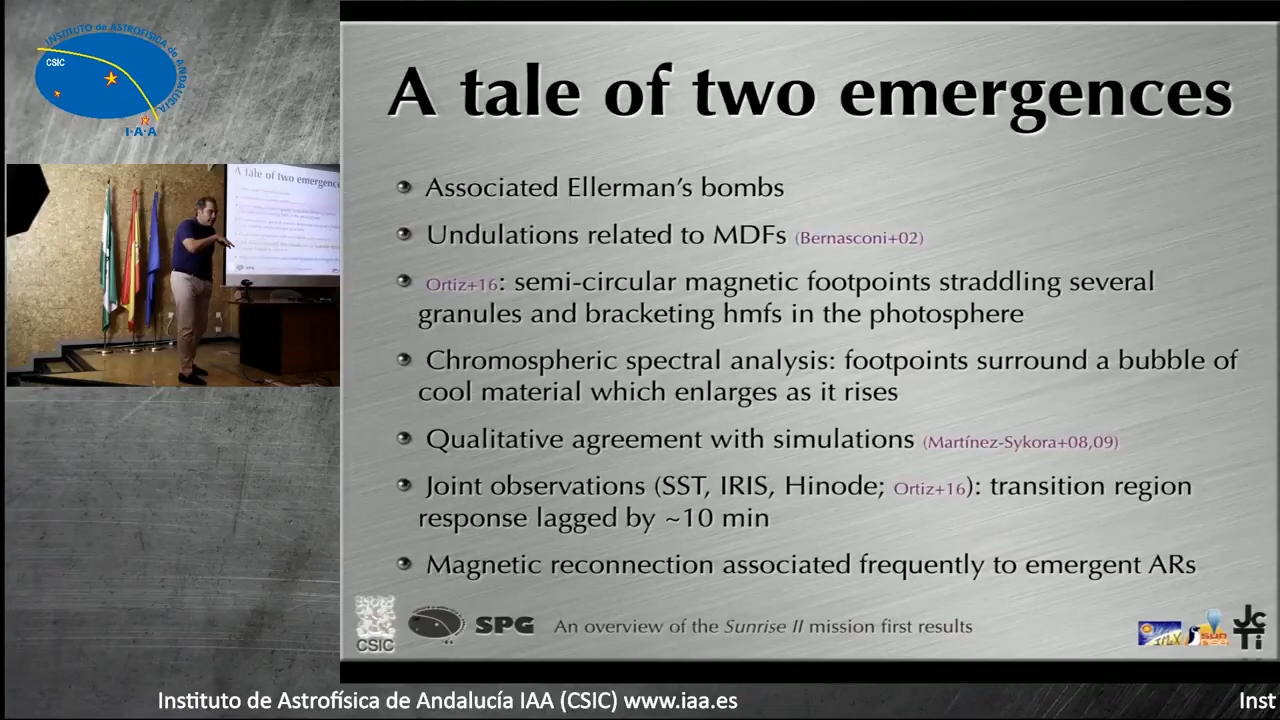 INSTITUTO de ASTROFÍSICA de ANDALUCÍA
CSIC
I·A·A
A tale of two emergences
A tale of two emergences
Associated Ellerman's bombs
Undulations related to MDFs (Bernasconi+02)
Ortiz+16: semi-circular magnetic footpoints straddling several
granules and bracketing hmfs in the photosphere
Chromospheric spectral analysis: footpoints surround a bubble of
cool material which enlarges as it rises
Qualitative agreement with simulations (Martínez-Sykora+08,09)
Joint observations (SST, IRIS, Hinode; Ortiz+16): transition region
response lagged by ~10 min
Magnetic reconnection associated frequently to emergent ARs
CSIC
SPG
An overview of the Sunrise II mission first results
Instituto de Astrofísica de Andalucía IAA (CSIC) www.iaa.es
Inst